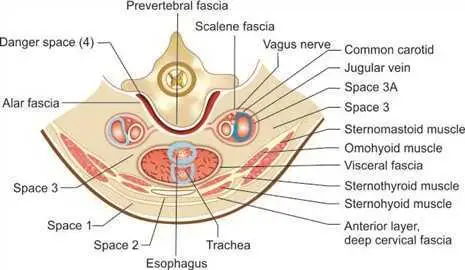 Prevertebral fascia
Scalene fascia
Danger space (4)
Vagus nerve
Common carotid
Jugular vein
Alar fascia
Space 3A
Space 3
Sternomastoid muscle
Omohyoid muscle
Visceral fascia
Space 3
Sternothyroid muscle
Sternohyoid muscle
Space 1
Anterior layer,
deep cervical fascia
Space 2
Trachea
Esophagus